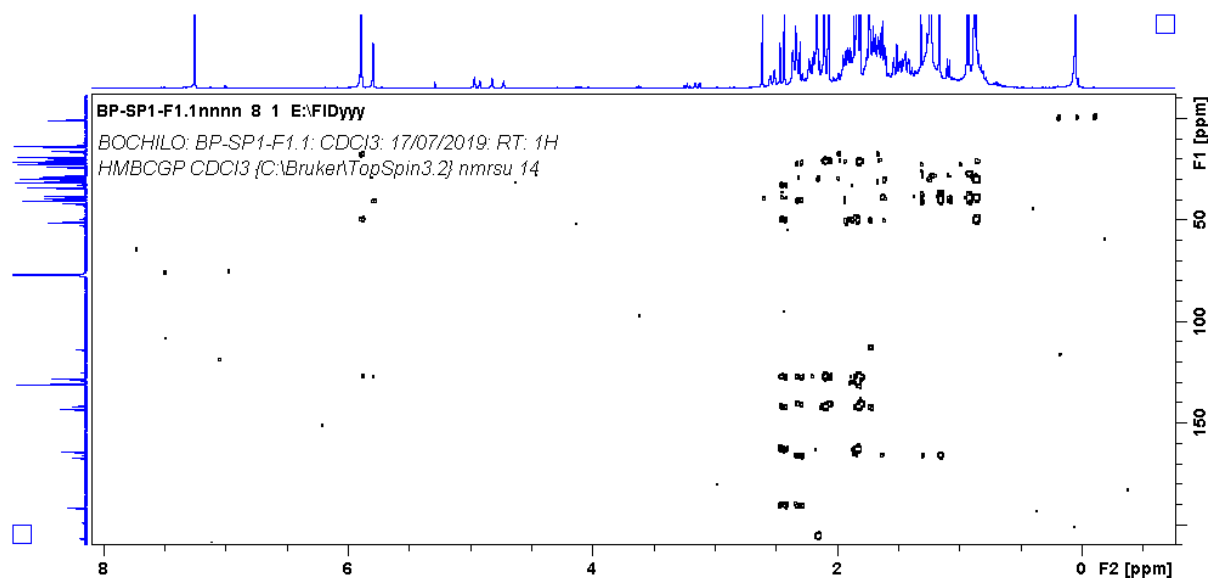 BP-SP1-F1.1nnnn 8 1 E:\FIDyyy
BOCHILO: BP-SP1-F1.1: CDCl3: 17/07/2019: RT: 1H
HMBCGP CDCl3 {C:\Bruker\TopSpin3.2} nmrsu 14
F1 [ppm]
50
100
150
8
6
4
2
0
F2 [ppm]